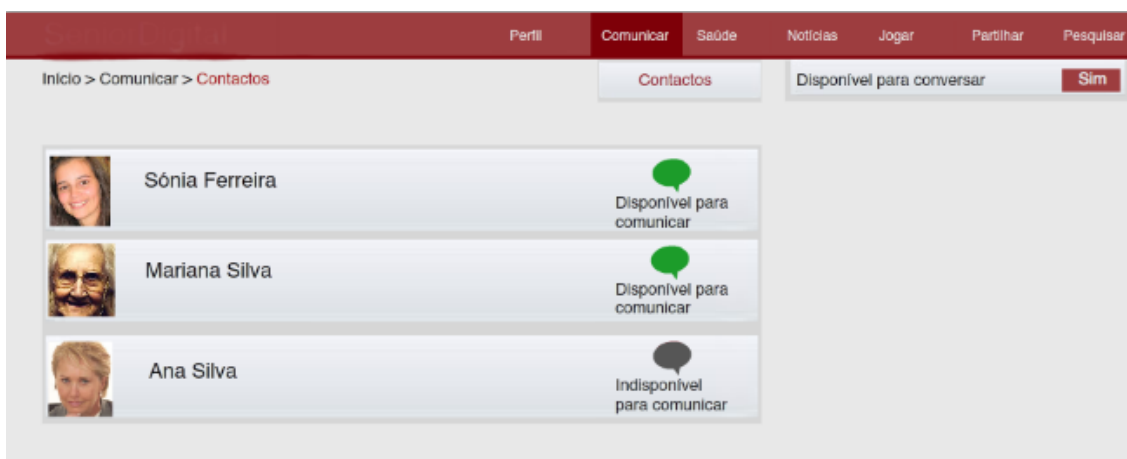 Perfil Comunicar Saúde Notícias Jogar Partilhar Pesquisar
Início > Comunicar > Contactos
Contactos
Disponível para conversar Sim
Sónia Ferreira
Disponível para
comunicar
Mariana Silva
Disponível para
comunicar
Ana Silva
Indisponível
para comunicar